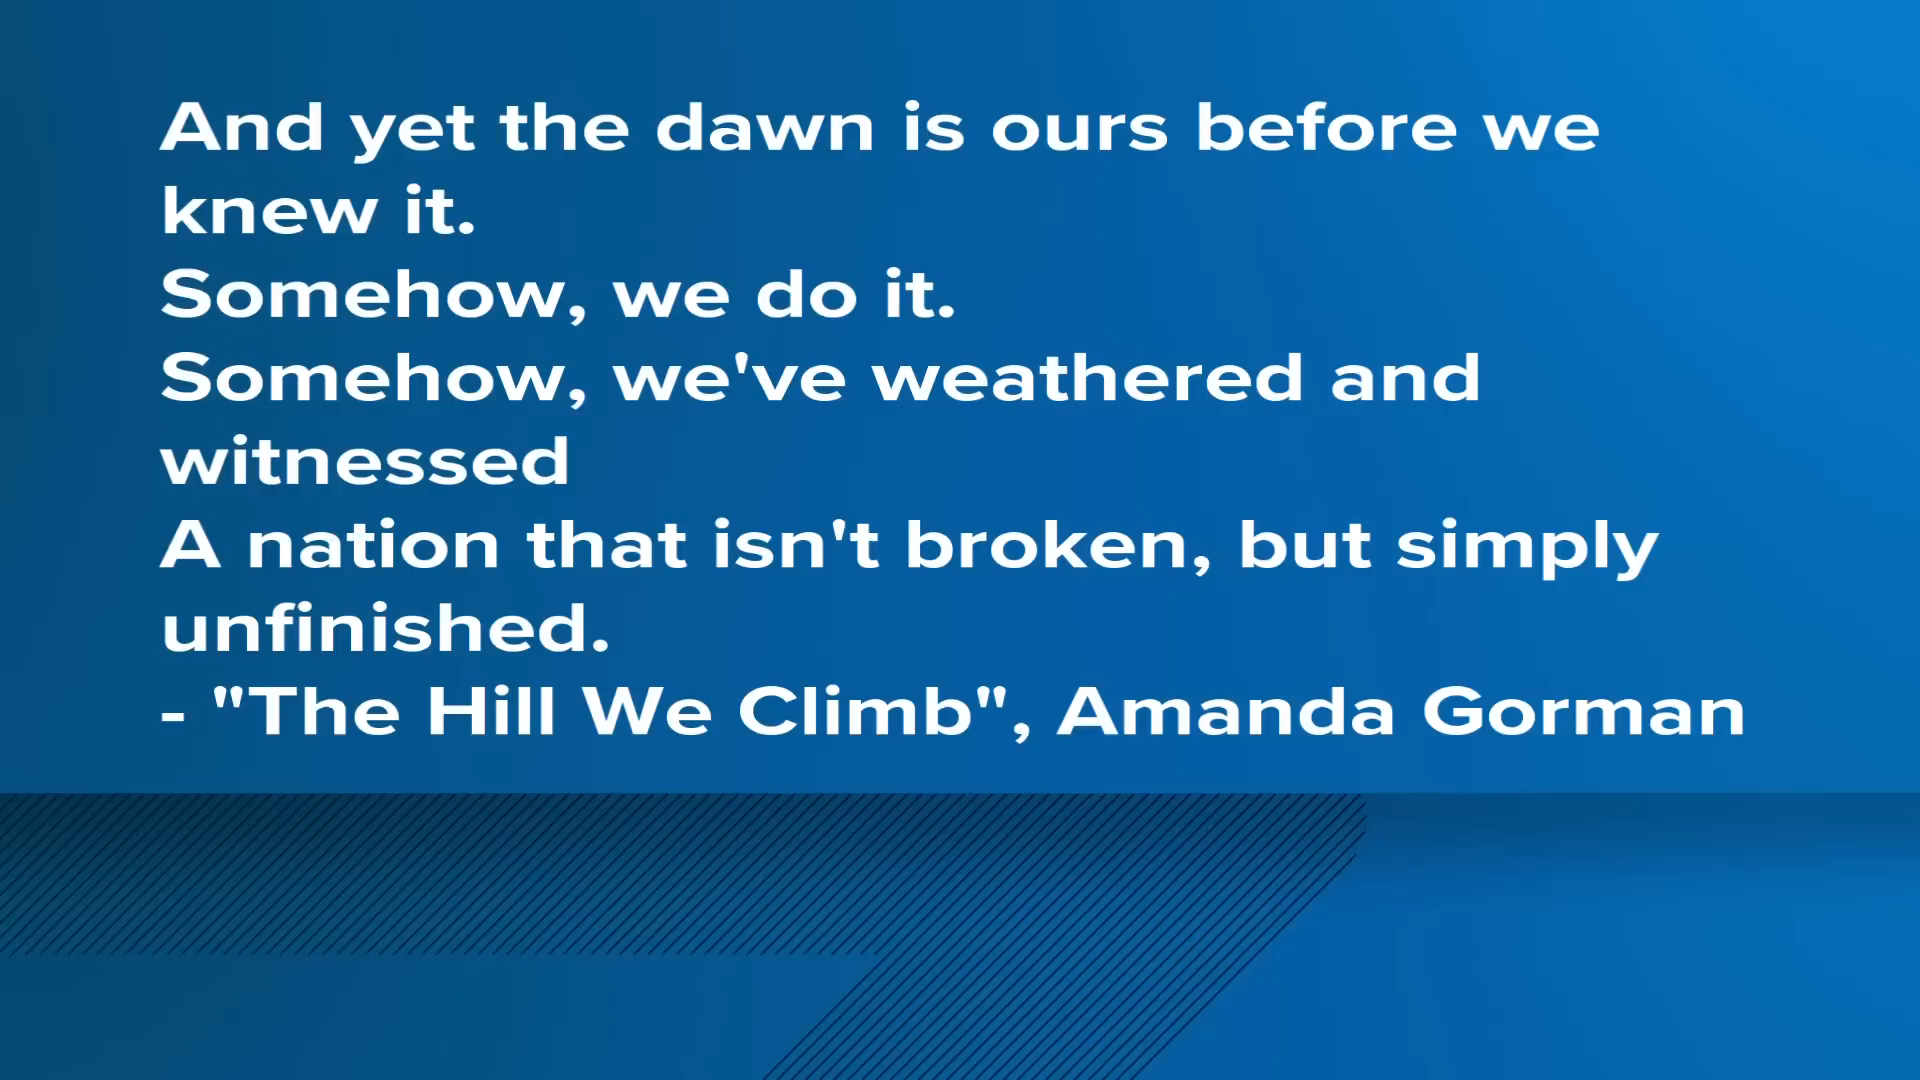 And yet the dawn is ours before we
knew it.
Somehow, we do it.
Somehow, we've weathered and
witnessed
A nation that isn't broken, but simply
unfinished.
- "The Hill We Climb", Amanda Gorman